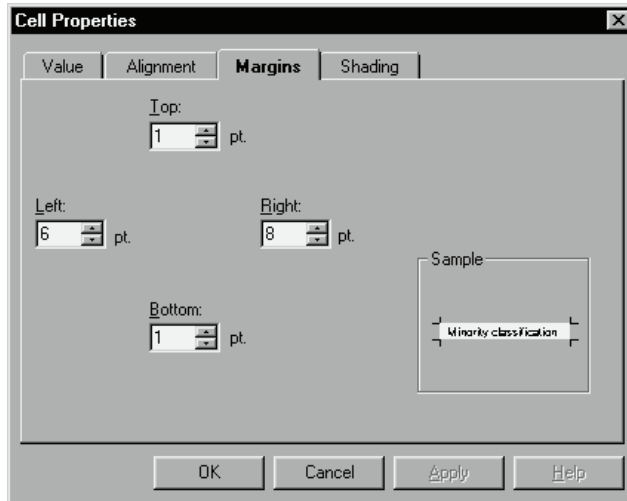 Cell Properties
Value Alignment Margins Shading
Top:
1 pt.
Left: Right:
6 pt. 8 pt.
Sample
Minority classification
Bottom:
1 pt.
OK Cancel Apply Help